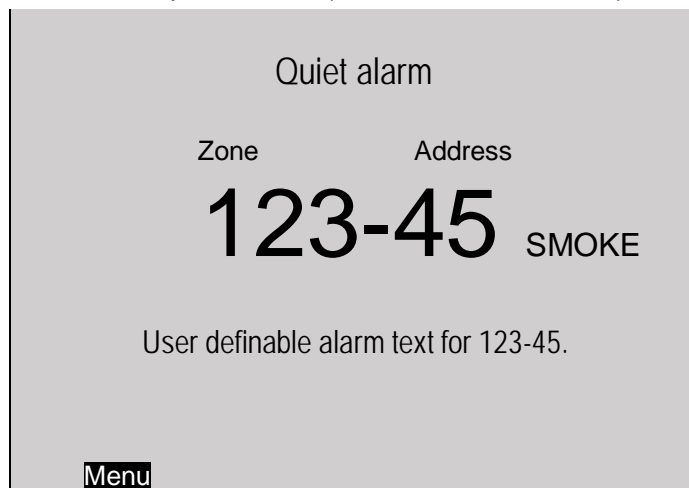 Quiet alarm
Zone Address
123-45 SMOKE
User definable alarm text for 123-45.
Menu